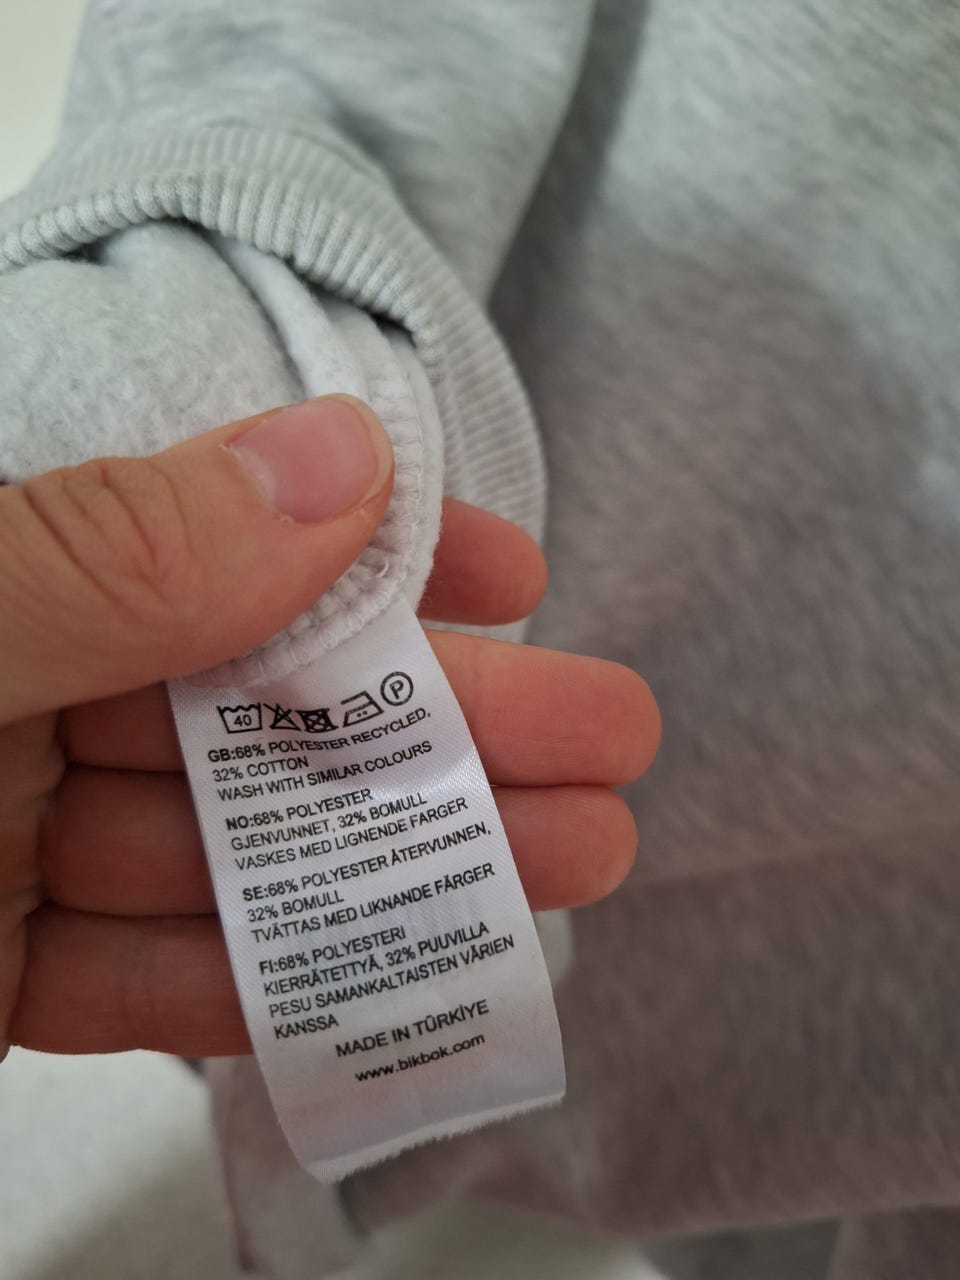 40 P
GB:68% POLYESTER RECYCLED,
32% COTTON
WASH WITH SIMILAR COLOURS
NO:68% POLYESTER
GJENVUNNET, 32% BOMULL
VASKES MED LIGNENDE FARGER
SE:68% POLYESTER ÅTERVUNNEN,
32% BOMULL
TVÄTTAS MED LIKNANDE FÄRGER
FI:68% POLYESTERI
KIERRÄTETTYÄ, 32% PUUVILLA
PESU SAMANKALTAISTEN VÄRIEN
KANSSA
MADE IN TÜRKİYE
www.bikbok.com